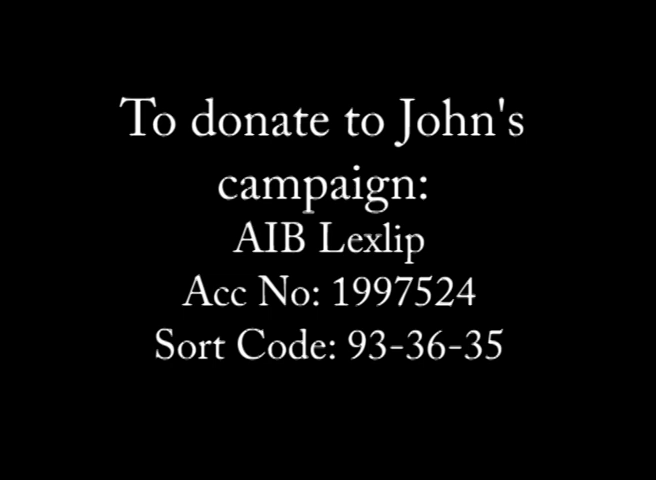 To donate to John's
campaign:
AIB Lexlip
Acc No: 1997524
Sort Code: 93-36-35